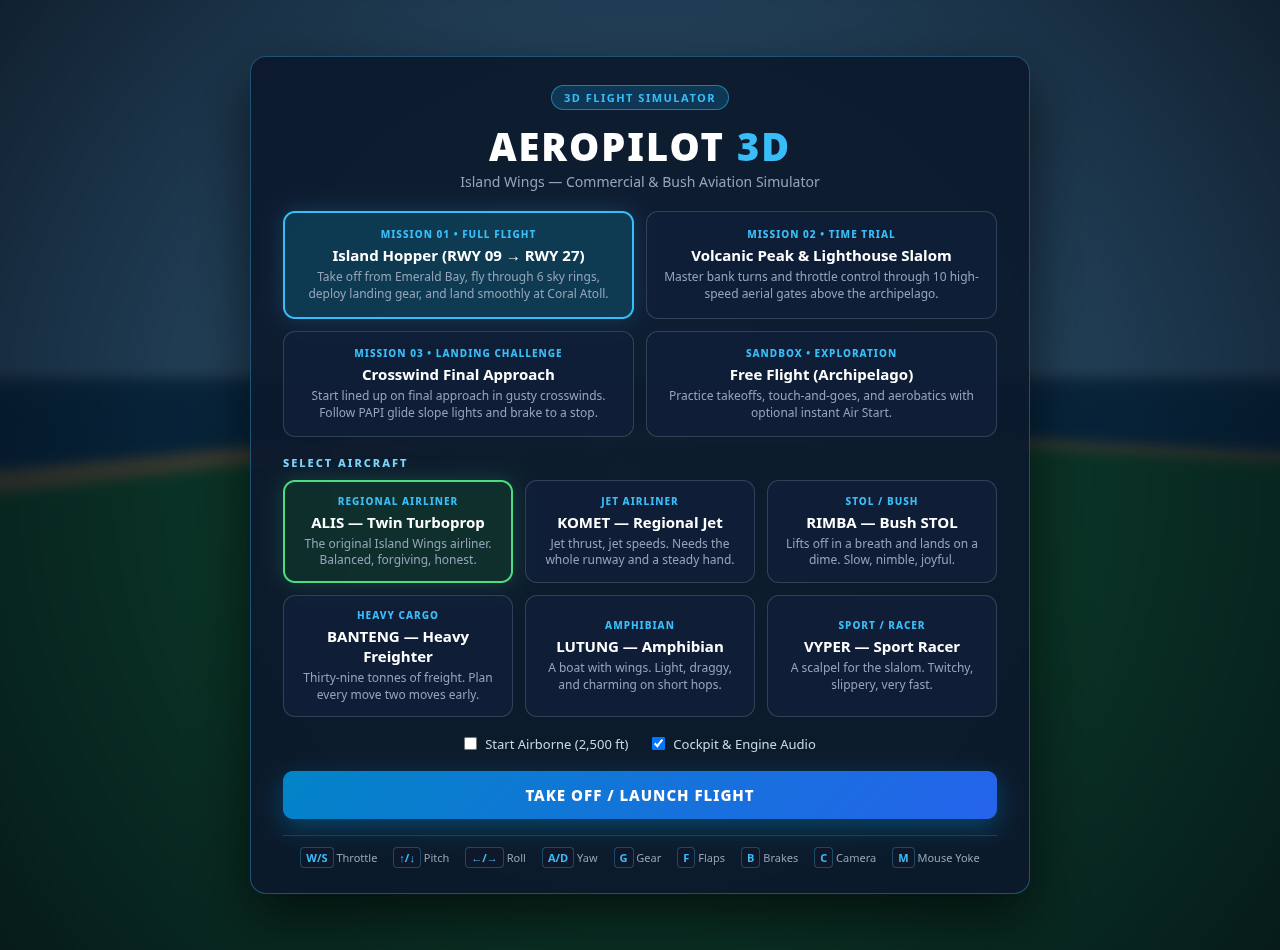 3D FLIGHT SIMULATOR
AEROPILOT 3D
Island Wings — Commercial & Bush Aviation Simulator
MISSION 01 • FULL FLIGHT
Island Hopper (RWY 09 → RWY 27)
Take off from Emerald Bay, fly through 6 sky rings,
deploy landing gear, and land smoothly at Coral Atoll.
MISSION 02 • TIME TRIAL
Volcanic Peak & Lighthouse Slalom
Master bank turns and throttle control through 10 high-
speed aerial gates above the archipelago.
MISSION 03 • LANDING CHALLENGE
Crosswind Final Approach
Start lined up on final approach in gusty crosswinds.
Follow PAPI glide slope lights and brake to a stop.
SANDBOX • EXPLORATION
Free Flight (Archipelago)
Practice takeoffs, touch-and-goes, and aerobatics with
optional instant Air Start.
SELECT AIRCRAFT
REGIONAL AIRLINER
ALIS — Twin Turboprop
The original Island Wings airliner.
Balanced, forgiving, honest.
JET AIRLINER
KOMET — Regional Jet
Jet thrust, jet speeds. Needs the
whole runway and a steady hand.
STOL / BUSH
RIMBA — Bush STOL
Lifts off in a breath and lands on a
dime. Slow, nimble, joyful.
HEAVY CARGO
BANTENG — Heavy
Freighter
Thirty-nine tonnes of freight. Plan
every move two moves early.
AMPHIBIAN
LUTUNG — Amphibian
A boat with wings. Light, draggy,
and charming on short hops.
SPORT / RACER
VYPER — Sport Racer
A scalpel for the slalom. Twitchy,
slippery, very fast.
Start Airborne (2,500 ft) Cockpit & Engine Audio
TAKE OFF / LAUNCH FLIGHT
W/S Throttle ↑/↓ Pitch ←/→ Roll A/D Yaw G Gear F Flaps B Brakes C Camera M Mouse Yoke